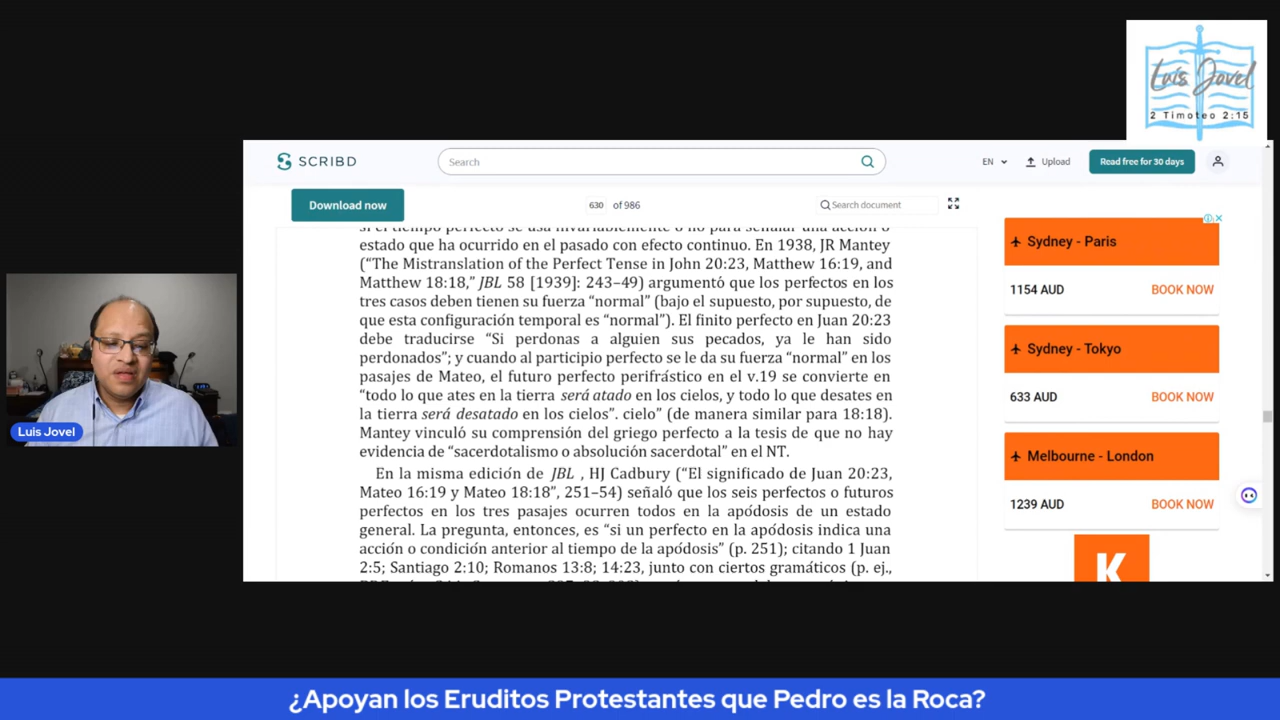 Luis Jovel
2 Timoteo 2:15
SCRIBD
Search
EN
Upload
Read free for 30 days
Download now
630 of 986
Search document
si el tiempo perfecto se usa invariablemente o no para señalar una acción o
estado que ha ocurrido en el pasado con efecto continuo. En 1938, JR Mantey
(“The Mistranslation of the Perfect Tense in John 20:23, Matthew 16:19, and
Matthew 18:18,” JBL 58 [1939]: 243–49) argumentó que los perfectos en los
tres casos deben tienen su fuerza “normal” (bajo el supuesto, por supuesto, de
que esta configuración temporal es “normal”). El finito perfecto en Juan 20:23
debe traducirse “Si perdonas a alguien sus pecados, ya le han sido
perdonados”; y cuando al participio perfecto se le da su fuerza “normal” en los
pasajes de Mateo, el futuro perfecto perifrástico en el v.19 se convierte en
“todo lo que ates en la tierra será atado en los cielos, y todo lo que desates en
la tierra será desatado en los cielos”. cielo” (de manera similar para 18:18).
Mantey vinculó su comprensión del griego perfecto a la tesis de que no hay
evidencia de “sacerdotalismo o absolución sacerdotal” en el NT.
En la misma edición de JBL , HJ Cadbury (“El significado de Juan 20:23,
Mateo 16:19 y Mateo 18:18”, 251–54) señaló que los seis perfectos o futuros
perfectos en los tres pasajes ocurren todos en la apódosis de un estado
general. La pregunta, entonces, es “si un perfecto en la apódosis indica una
acción o condición anterior al tiempo de la apódosis” (p. 251); citando 1 Juan
2:5; Santiago 2:10; Romanos 13:8; 14:23, junto con ciertos gramáticos (p. ej.,
Sydney - Paris
1154 AUD
BOOK NOW
Sydney - Tokyo
633 AUD
BOOK NOW
Melbourne - London
1239 AUD
BOOK NOW
K
Luis Jovel
¿Apoyan los Eruditos Protestantes que Pedro es la Roca?